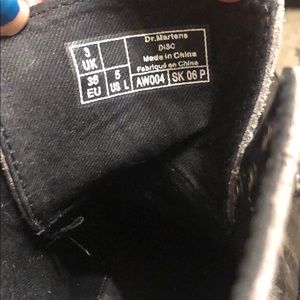 3
UK
36
EU
5
US L
Dr.Martens
DISC
Made in China
Fabriqué en Chine
AW004
SK 06 P